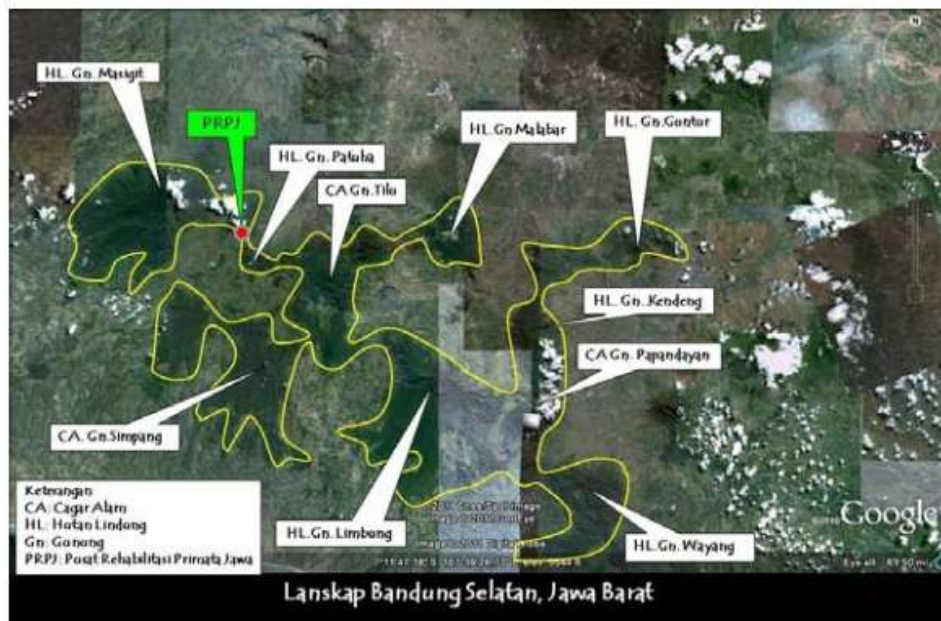 HL. Gn. Masigit
PRPJ
HL. Gn. Patuha
CA Gn. Tilu
HL. Gn Malabar
HL. Gn. Guntur
HL. Gn. Kendeng
CA Gn. Papandayan
CA. Gn. Simpang
HL. Gn. Limbung
HL. Gn. Wayang
Keterangan
CA: Cagar Alam
HL: Hutan Lindung
Gn: Gunung
PRPJ: Pusat Rehabilitasi Primata Jawa
Google
Eye alt
Lanskap Bandung Selatan, Jawa Barat